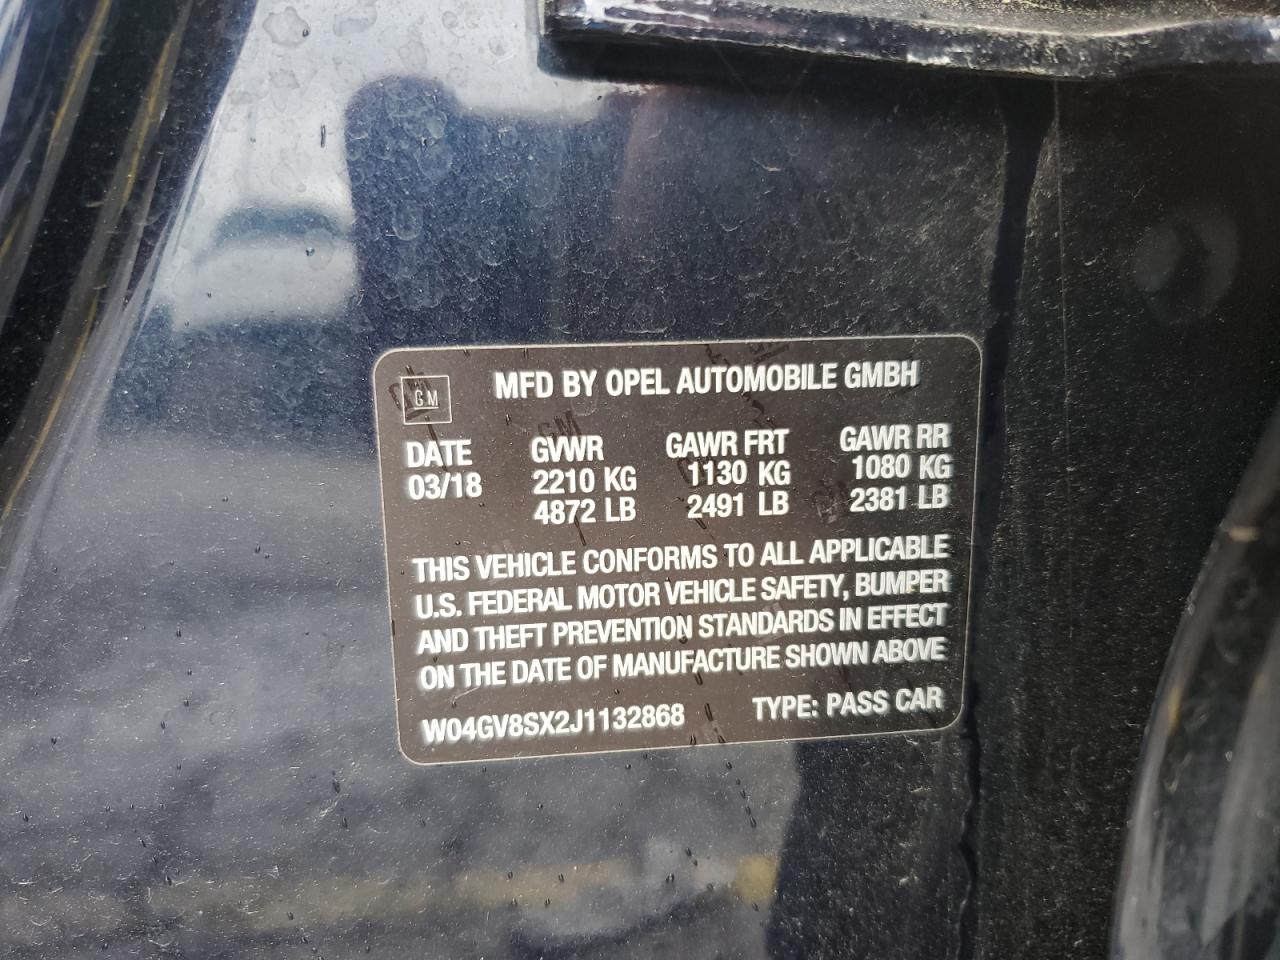 GM
MFD BY OPEL AUTOMOBILE GMBH
DATE GVWR GAWR FRT GAWR RR
03/18 2210 KG 1130 KG 1080 KG
4872 LB 2491 LB 2381 LB
THIS VEHICLE CONFORMS TO ALL APPLICABLE
U.S. FEDERAL MOTOR VEHICLE SAFETY, BUMPER
AND THEFT PREVENTION STANDARDS IN EFFECT
ON THE DATE OF MANUFACTURE SHOWN ABOVE
W04GV8SX2J1132868 TYPE: PASS CAR